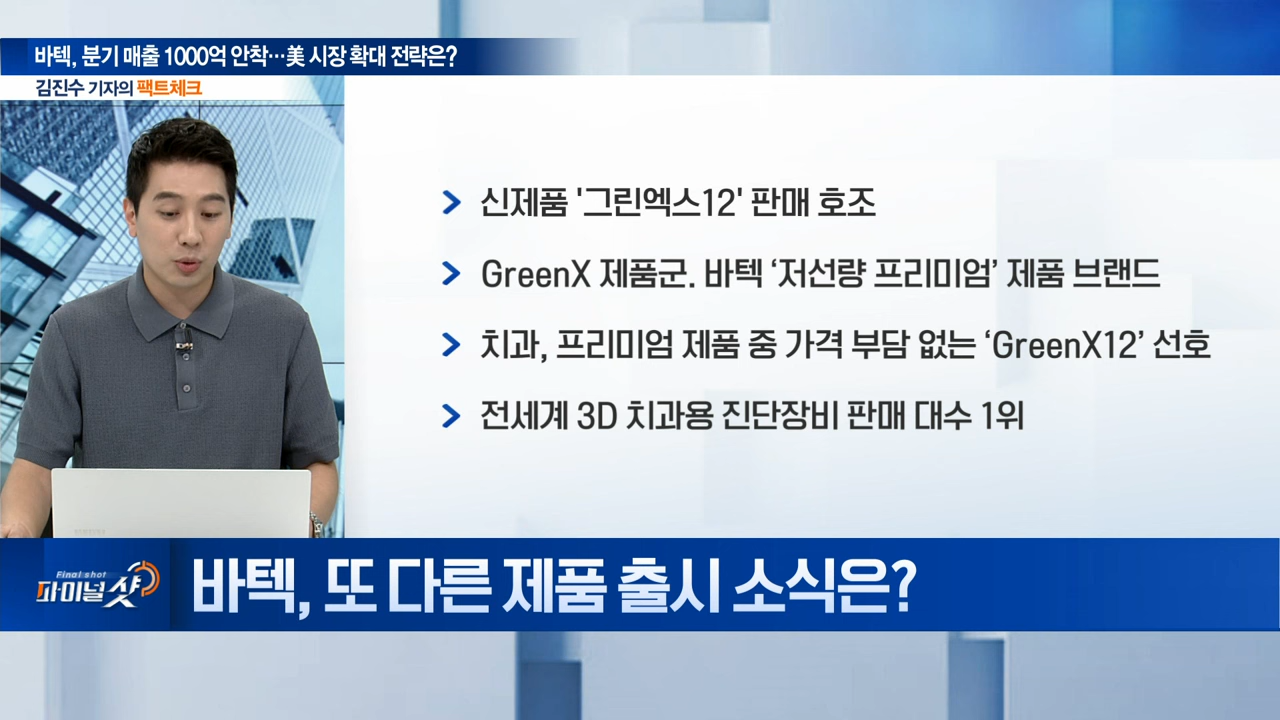 바텍, 분기 매출 1000억 안착…美 시장 확대 전략은?
김진수 기자의 팩트체크
신제품 '그린엑스12' 판매 호조
GreenX 제품군. 바텍 ‘저선량 프리미엄’ 제품 브랜드
치과, 프리미엄 제품 중 가격 부담 없는 ‘GreenX12’ 선호
전세계 3D 치과용 진단장비 판매 대수 1위
Final shot
파이널샷
바텍, 또 다른 제품 출시 소식은?